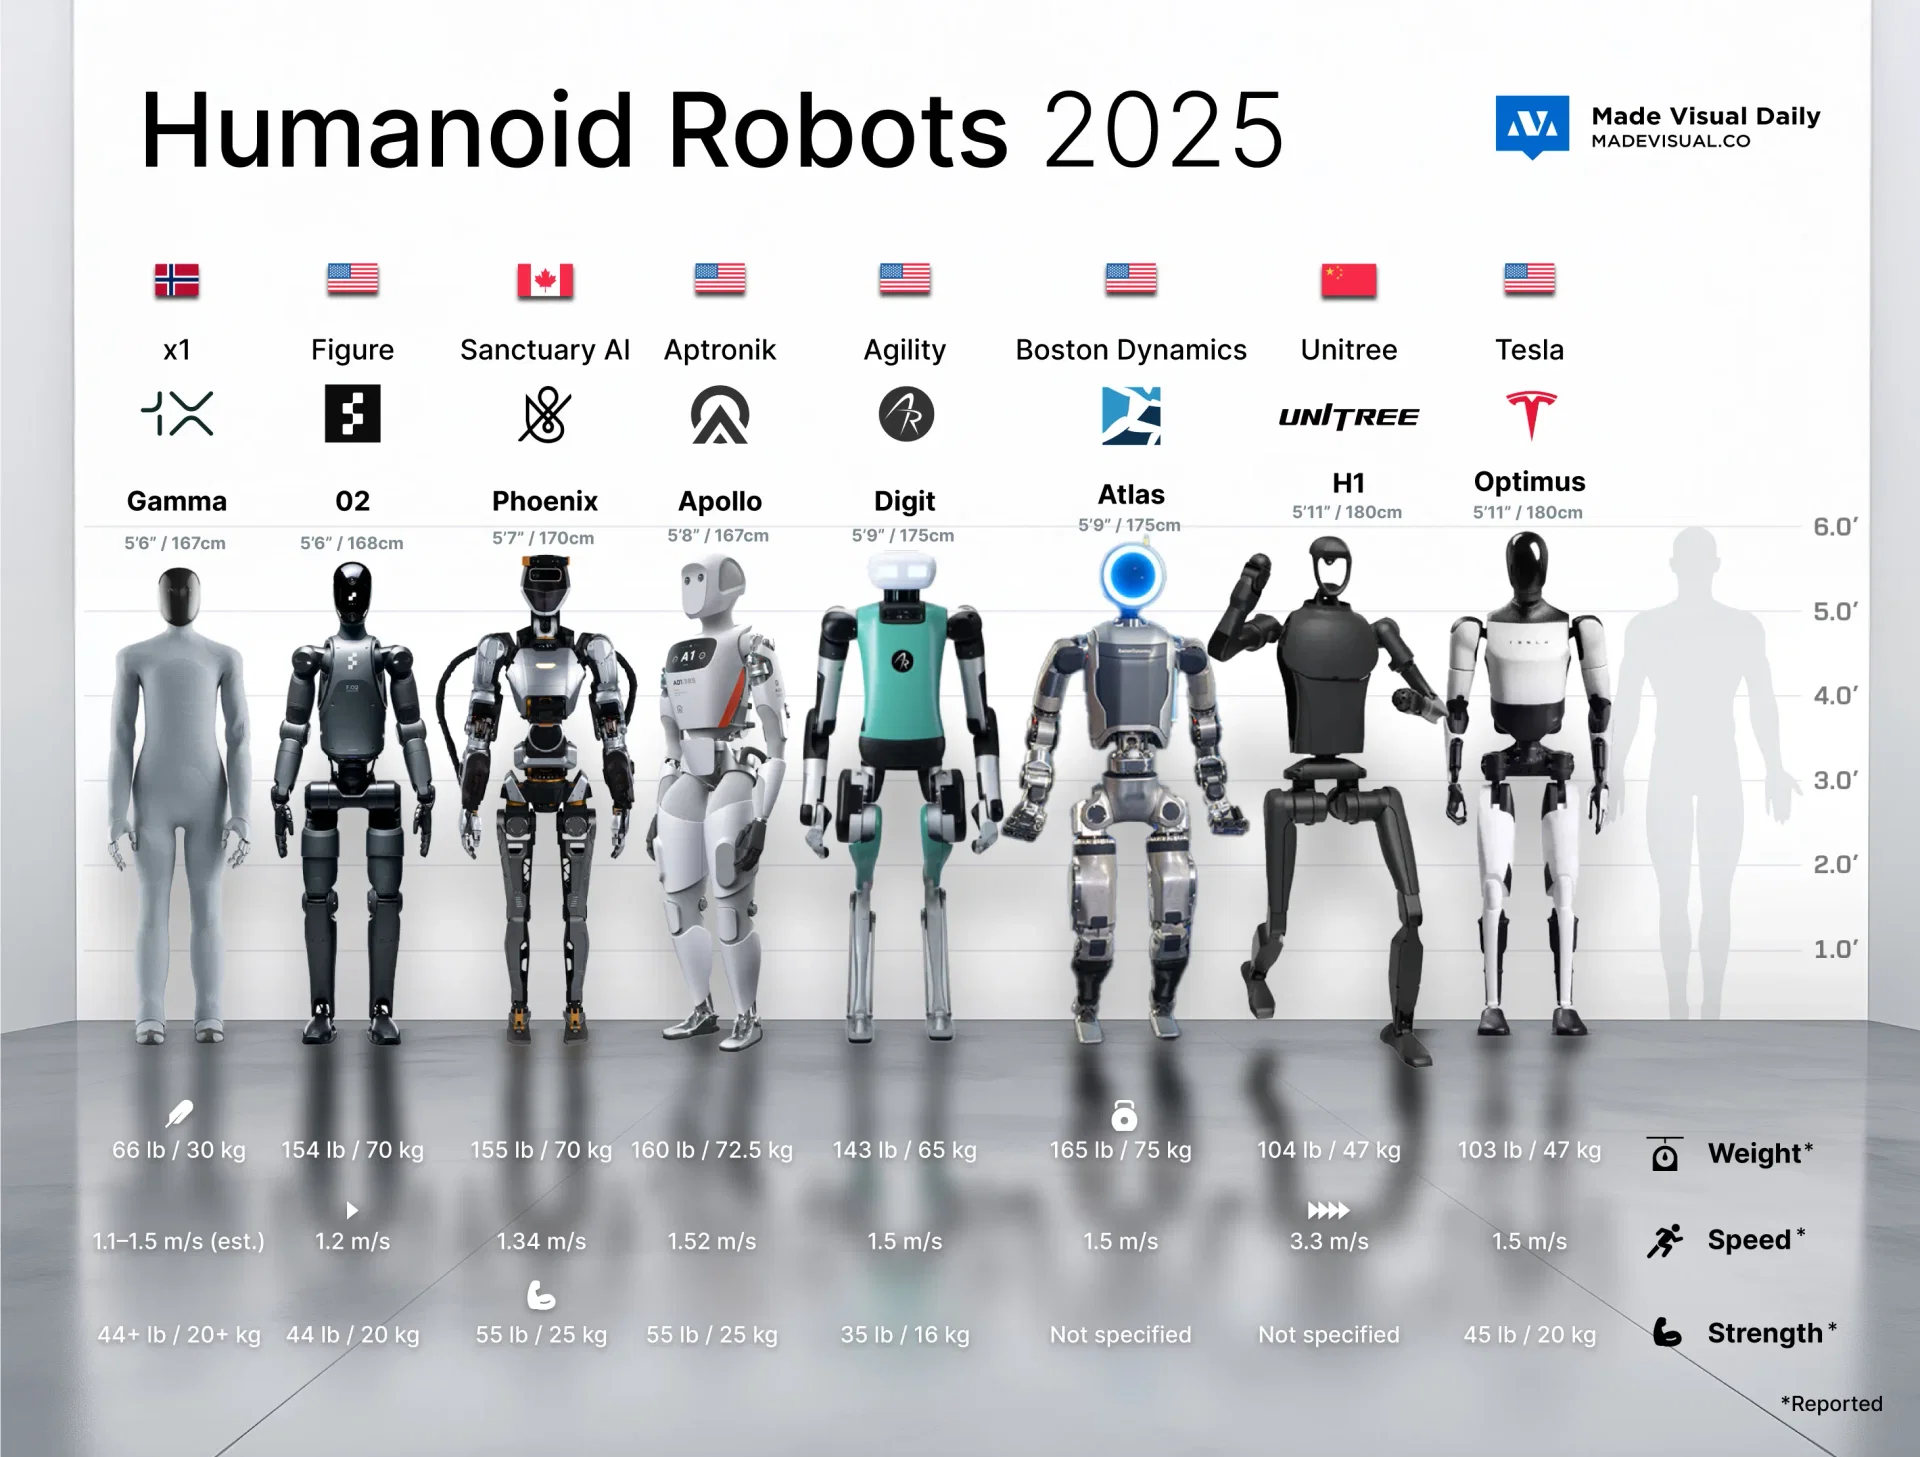 Humanoid Robots 2025
Made Visual Daily
MADEVISUAL.CO
x1
Figure
Sanctuary AI
Aptronik
Agility
Boston Dynamics
Unitree
Tesla
UNITREE
Gamma
02
Phoenix
Apollo
Digit
Atlas
H1
Optimus
5'6" / 167cm
5'6" / 168cm
5'7" / 170cm
5'8" / 167cm
5'9" / 175cm
5'9" / 175cm
5'11" / 180cm
5'11" / 180cm
6.0'
5.0'
4.0'
3.0'
2.0'
1.0'
A1
TESLA
66 lb / 30 kg
154 lb / 70 kg
155 lb / 70 kg
160 lb / 72.5 kg
143 lb / 65 kg
165 lb / 75 kg
104 lb / 47 kg
103 lb / 47 kg
Weight*
1.1–1.5 m/s (est.)
1.2 m/s
1.34 m/s
1.52 m/s
1.5 m/s
1.5 m/s
3.3 m/s
1.5 m/s
Speed*
44+ lb / 20+ kg
44 lb / 20 kg
55 lb / 25 kg
55 lb / 25 kg
35 lb / 16 kg
Not specified
Not specified
45 lb / 20 kg
Strength*
*Reported